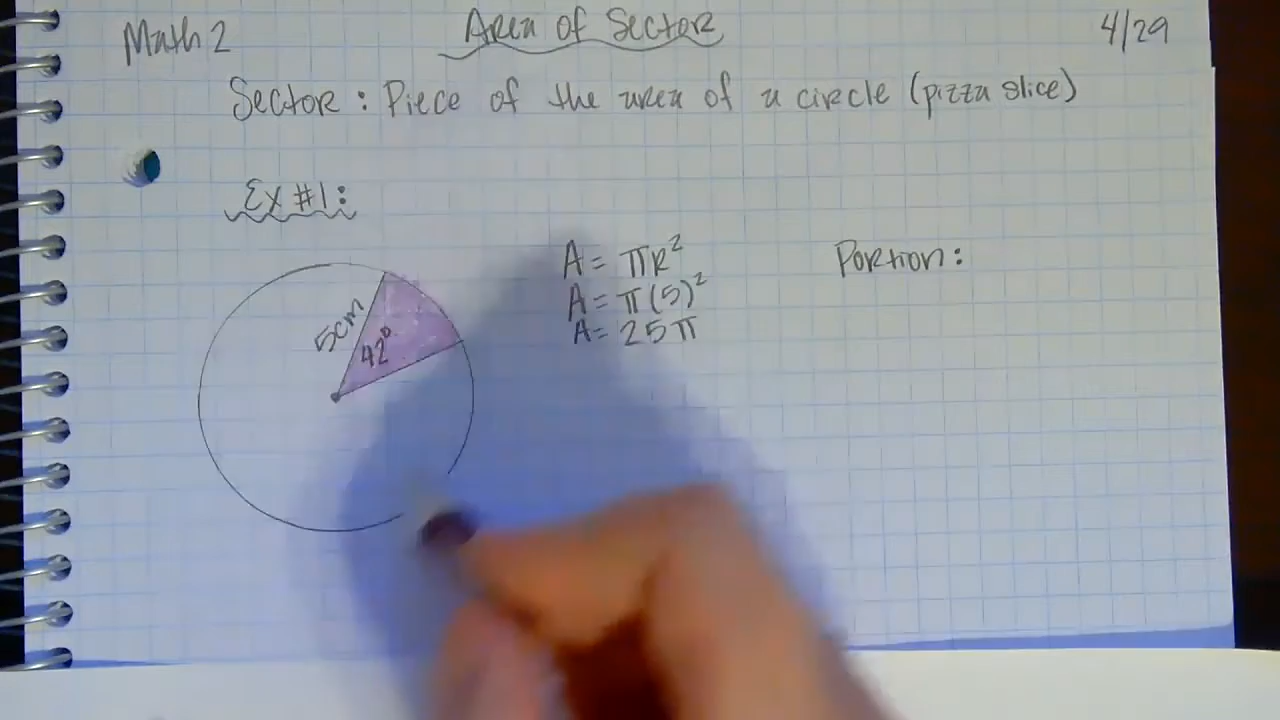 Math 2
Area of Sector
4/29
Sector: Piece of the area of a circle (pizza slice)
Ex #1:
5cm
42°
A = πR²
A = π(5)²
A = 25π
Portion: